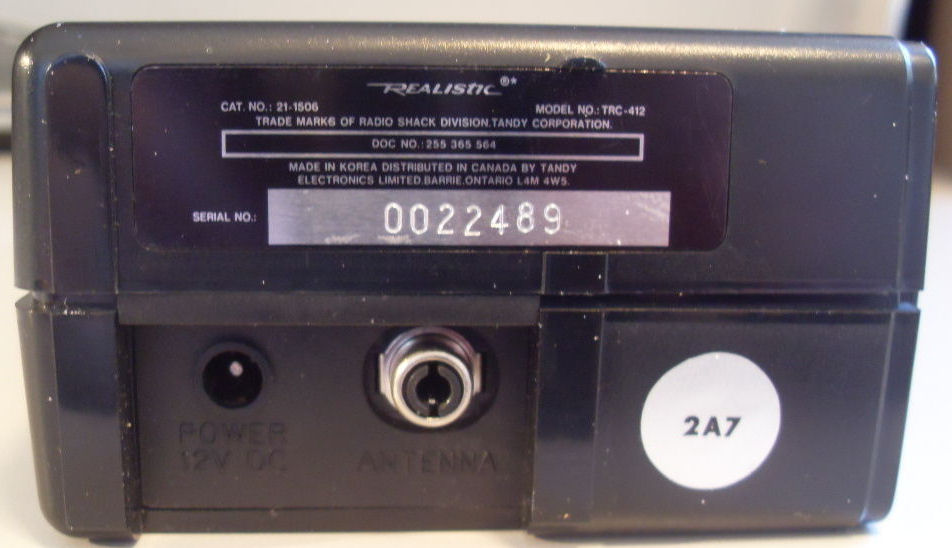 REALISTIC®*
CAT. NO.: 21-1506 MODEL NO.: TRC-412
TRADE MARKS OF RADIO SHACK DIVISION.TANDY CORPORATION.
DOC NO.: 255 365 564
MADE IN KOREA DISTRIBUTED IN CANADA BY TANDY
ELECTRONICS LIMITED.BARRIE.ONTARIO L4M 4W5.
SERIAL NO.: 0022489
POWER
12V DC ANTENNA
2A7